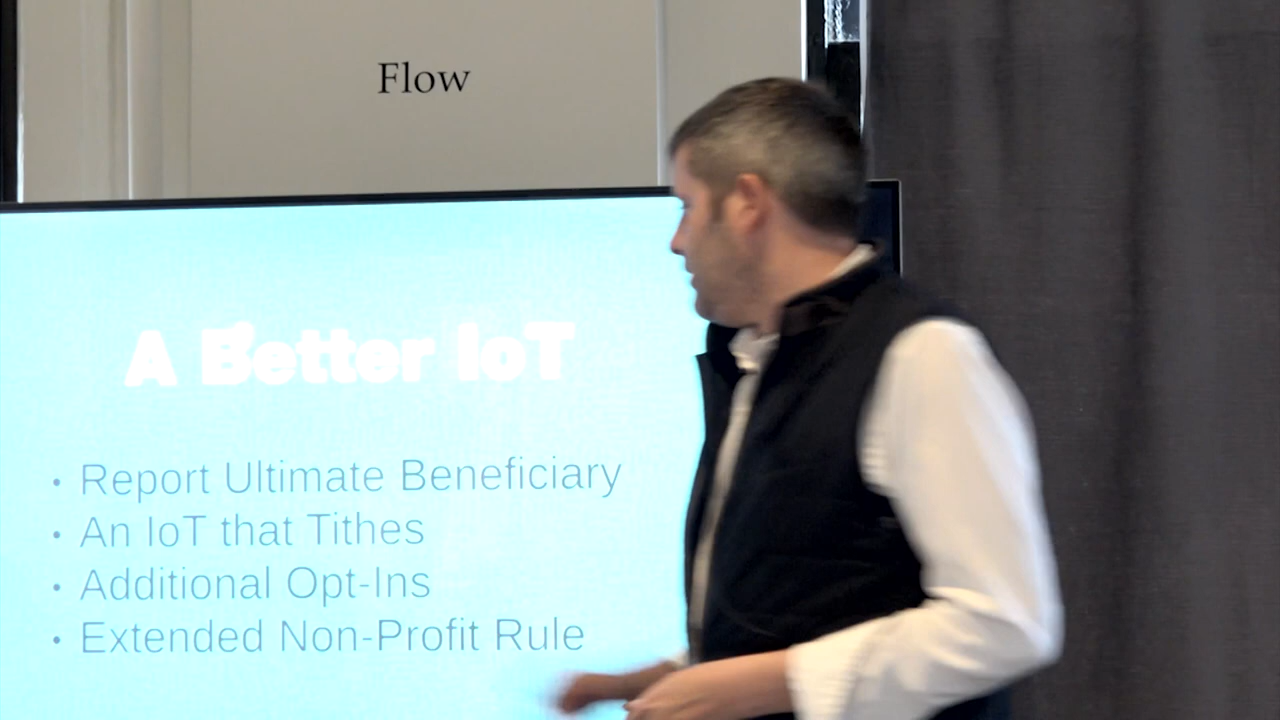 Flow
A Better IoT
• Report Ultimate Beneficiary
• An IoT that Tithes
• Additional Opt-Ins
• Extended Non-Profit Rule